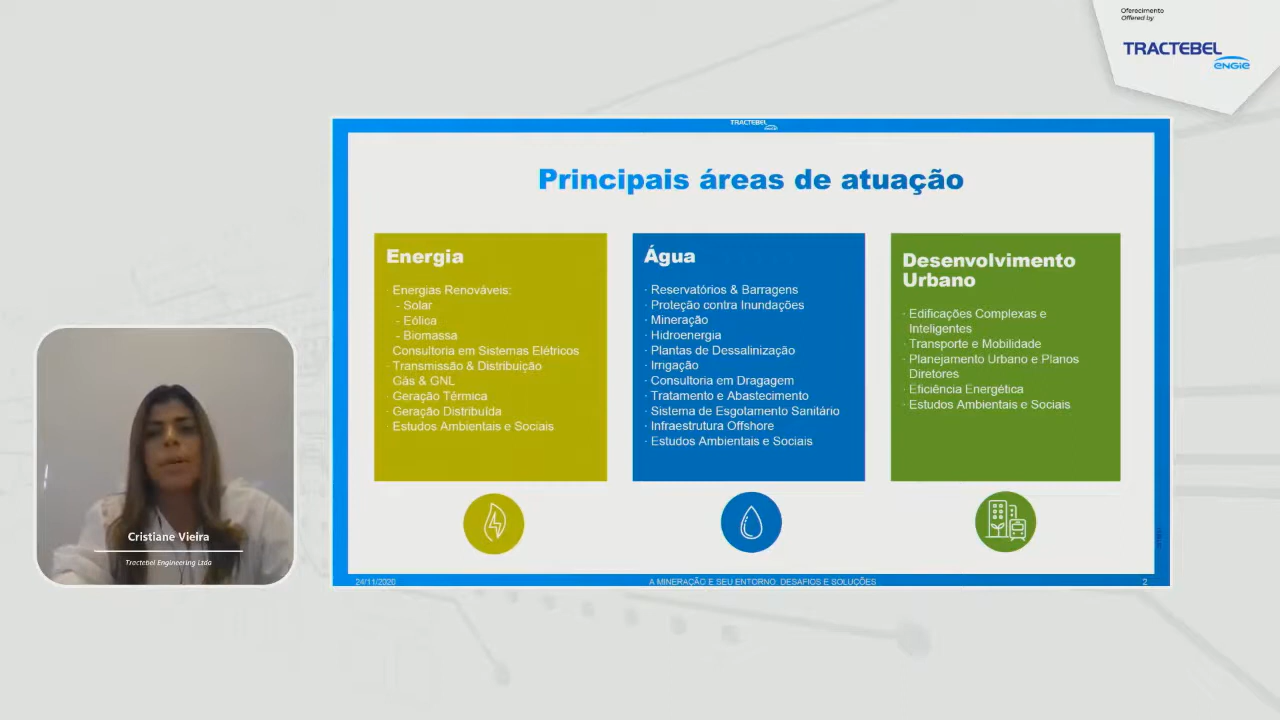 Oferecimento
Offered by
TRACTEBEL
ENGIE
TRACTEBEL
ENGIE
Principais áreas de atuação
Energia
· Energias Renováveis:
- Solar
- Eólica
- Biomassa
Consultoria em Sistemas Elétricos
· Transmissão & Distribuição
Gás & GNL
· Geração Térmica
· Geração Distribuída
· Estudos Ambientais e Sociais
Água
· Reservatórios & Barragens
· Proteção contra Inundações
· Mineração
· Hidroenergia
· Plantas de Dessalinização
· Irrigação
· Consultoria em Dragagem
· Tratamento e Abastecimento
· Sistema de Esgotamento Sanitário
· Infraestrutura Offshore
· Estudos Ambientais e Sociais
Desenvolvimento
Urbano
· Edificações Complexas e
Inteligentes
· Transporte e Mobilidade
· Planejamento Urbano e Planos
Diretores
· Eficiência Energética
· Estudos Ambientais e Sociais
Cristiane Vieira
Tractebel Engineering Ltda
24/11/2020
A MINERAÇÃO E SEU ENTORNO: DESAFIOS E SOLUÇÕES
2